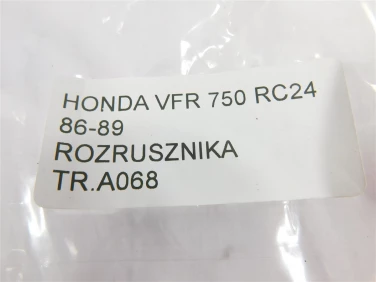 HONDA VFR 750 RC24
86-89
ROZRUSZNIKA
TR.A068